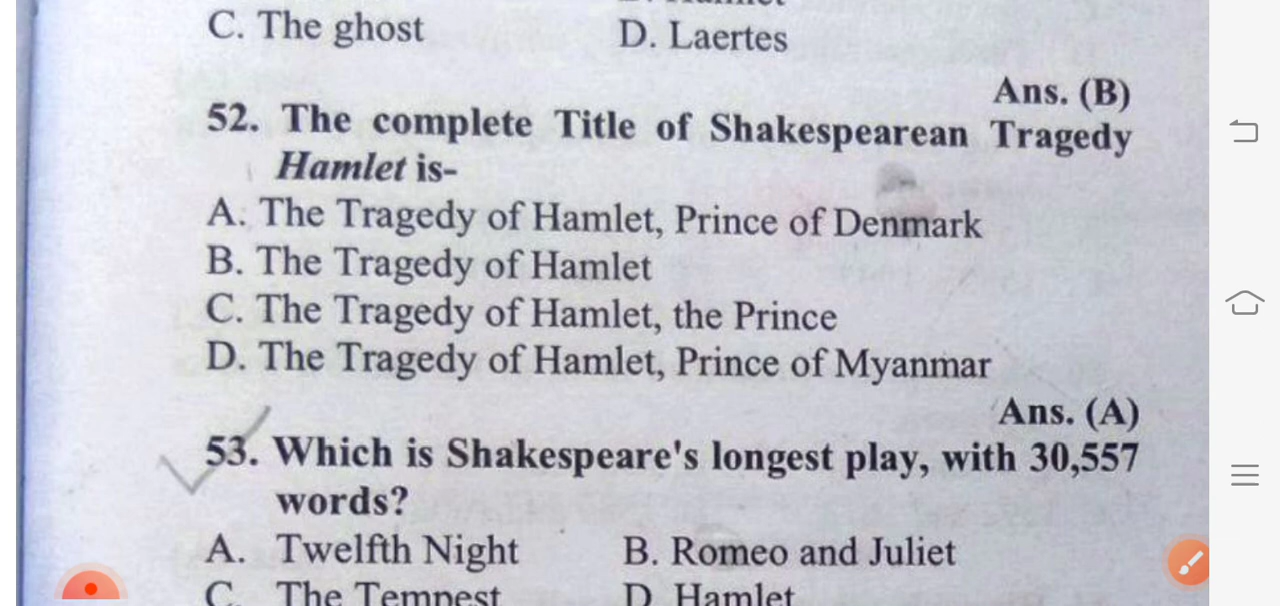 C. The ghost D. Laertes
Ans. (B)
52. The complete Title of Shakespearean Tragedy
Hamlet is-
A. The Tragedy of Hamlet, Prince of Denmark
B. The Tragedy of Hamlet
C. The Tragedy of Hamlet, the Prince
D. The Tragedy of Hamlet, Prince of Myanmar
Ans. (A)
53. Which is Shakespeare's longest play, with 30,557
words?
A. Twelfth Night B. Romeo and Juliet
C. The Tempest D. Hamlet